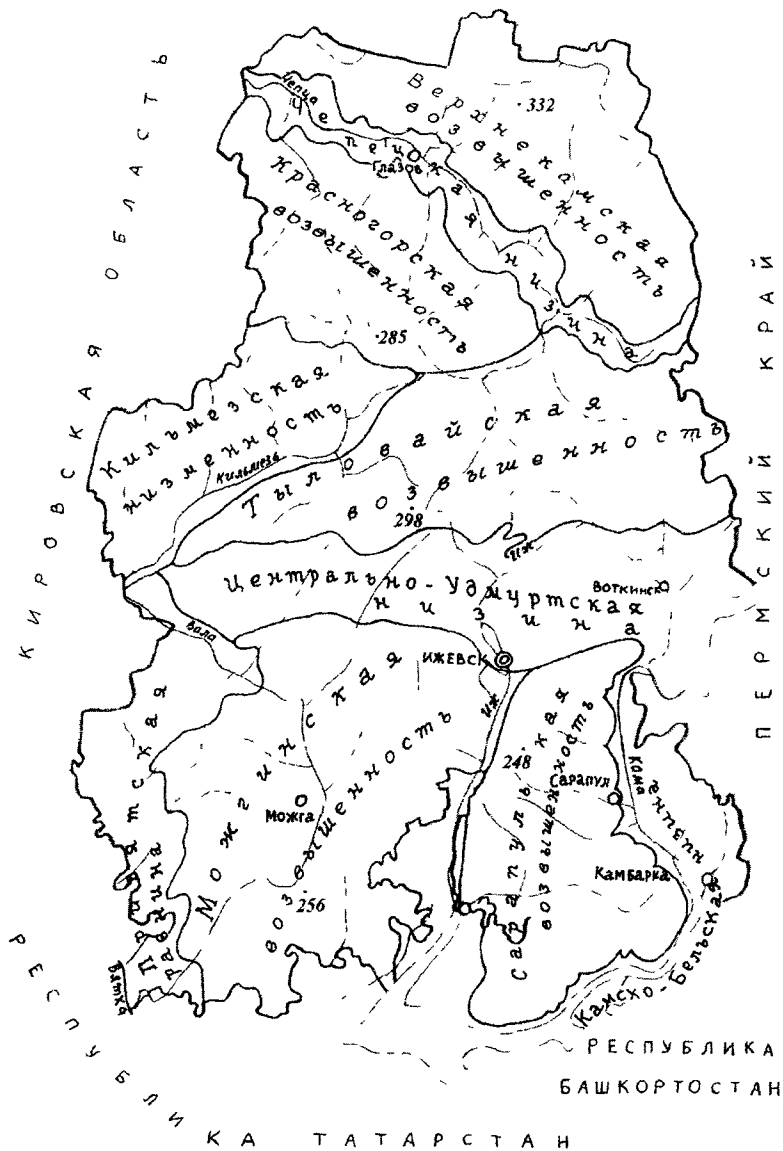 КИРОВСКАЯ ОБЛАСТЬ
Чепца
Чепецкая низина
Глазов
Верхнекамская
возвышенность
332
Красногорская
возвышенность
285
ПЕРМСКИЙ КРАЙ
Кильмезская
низменность
Кильмезь
Тыловайская
возвышенность
298
Иж
Центрально-Удмуртская
низина
Воткинск
Вала
ИЖЕВСК
Иж
Можгинская
возвышенность
Можга
256
248
Сарапульская
возвышенность
Сарапул
Кама
Камбарка
Камско-Бельская
низина
равнина
Вятка
РЕСПУБЛИКА
БАШКОРТОСТАН
РЕСПУБЛИКА ТАТАРСТАН